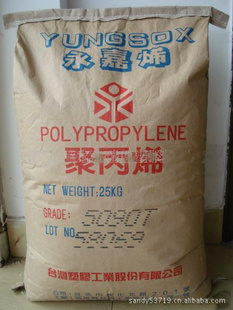 YUNGSOX
永嘉烯
POLYPROPYLENE
聚丙烯
NET WEIGHT:25KG
GRADE: 5090T
LOT NO.
台灣塑膠工業股份有限公司
sandy53719.cn.alibaba.com